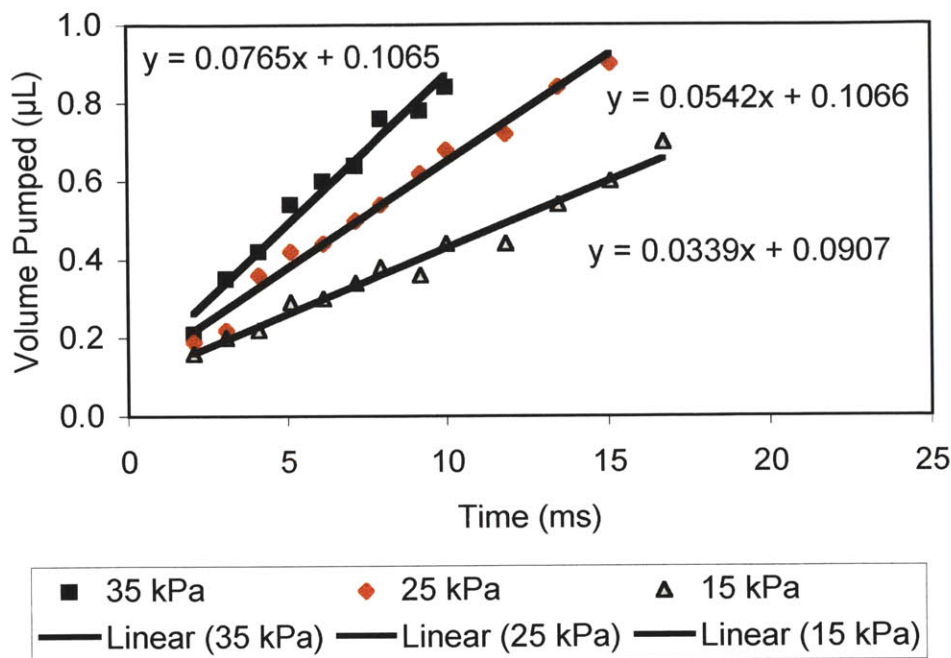 1.0
y = 0.0765x + 0.1065
0.8
y = 0.0542x + 0.1066
0.6
0.4
y = 0.0339x + 0.0907
0.2
0.0
Volume Pumped (µL)
0 5 10 15 20 25
Time (ms)
35 kPa 25 kPa 15 kPa
Linear (35 kPa) Linear (25 kPa) Linear (15 kPa)